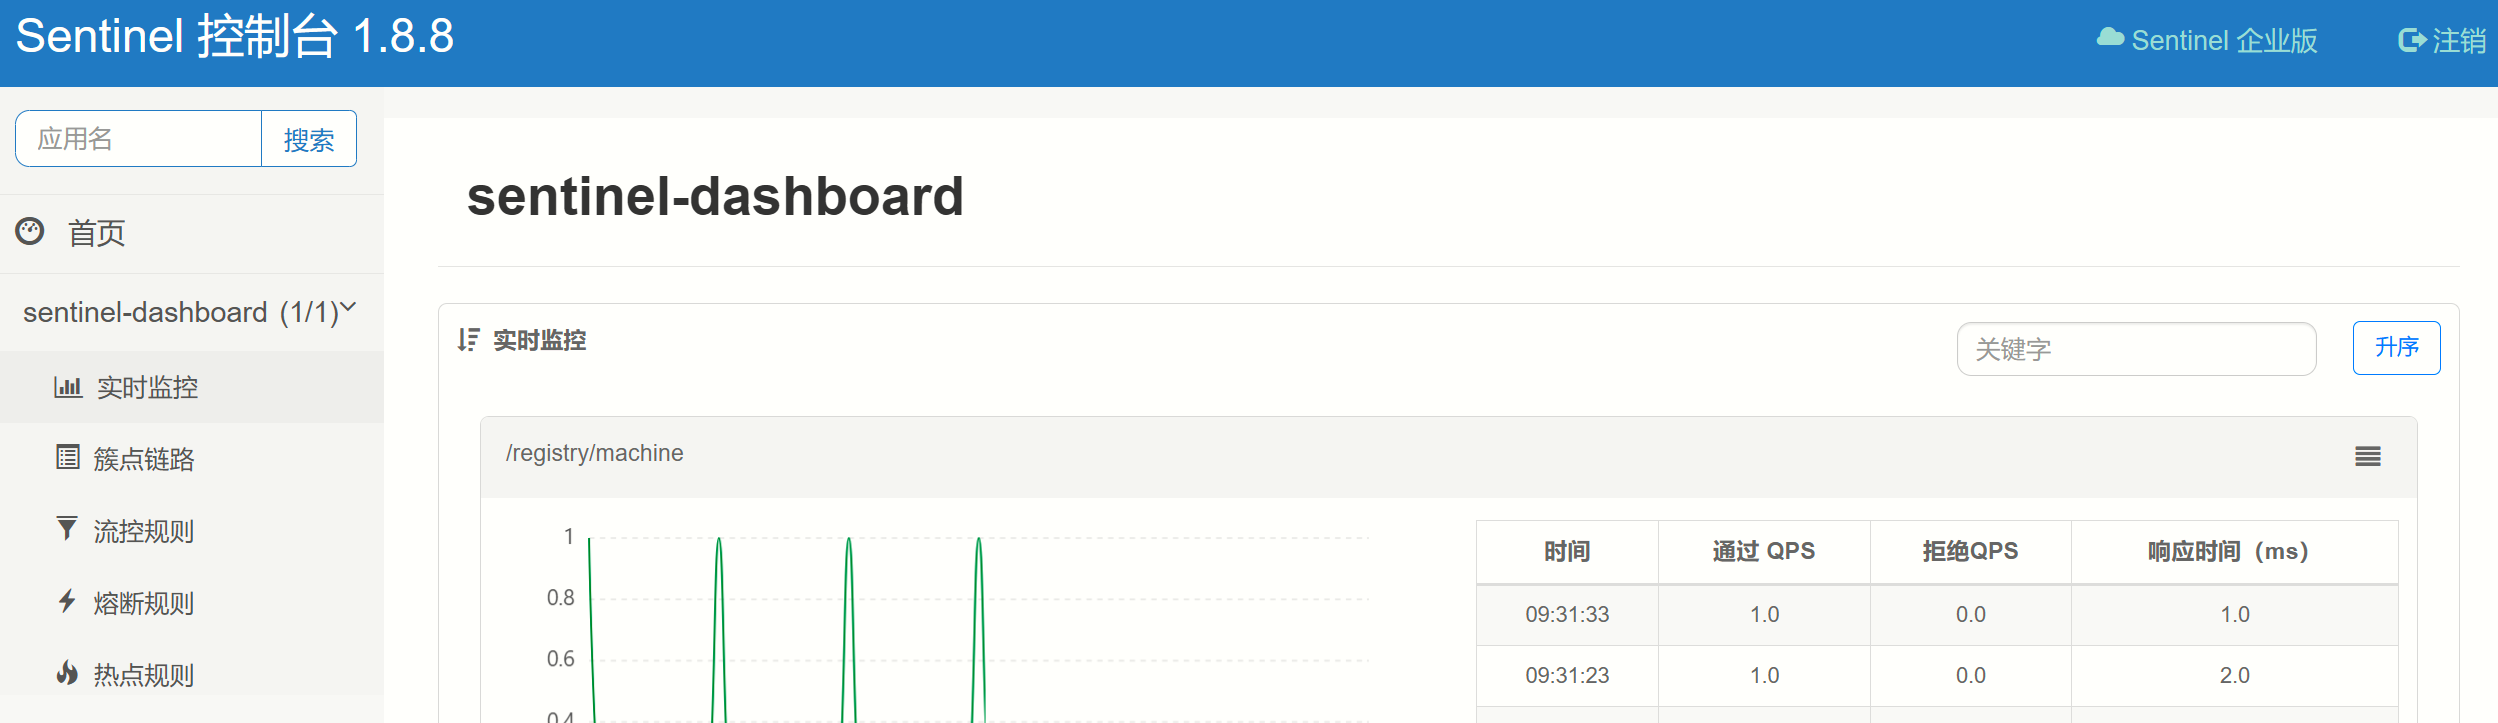 Sentinel 控制台 1.8.8
Sentinel 企业版
注销
应用名
搜索
首页
sentinel-dashboard (1/1)
实时监控
簇点链路
流控规则
熔断规则
热点规则
sentinel-dashboard
实时监控
关键字
升序
/registry/machine
1
0.8
0.6
0.4
时间 通过 QPS 拒绝QPS 响应时间（ms）
09:31:33 1.0 0.0 1.0
09:31:23 1.0 0.0 2.0